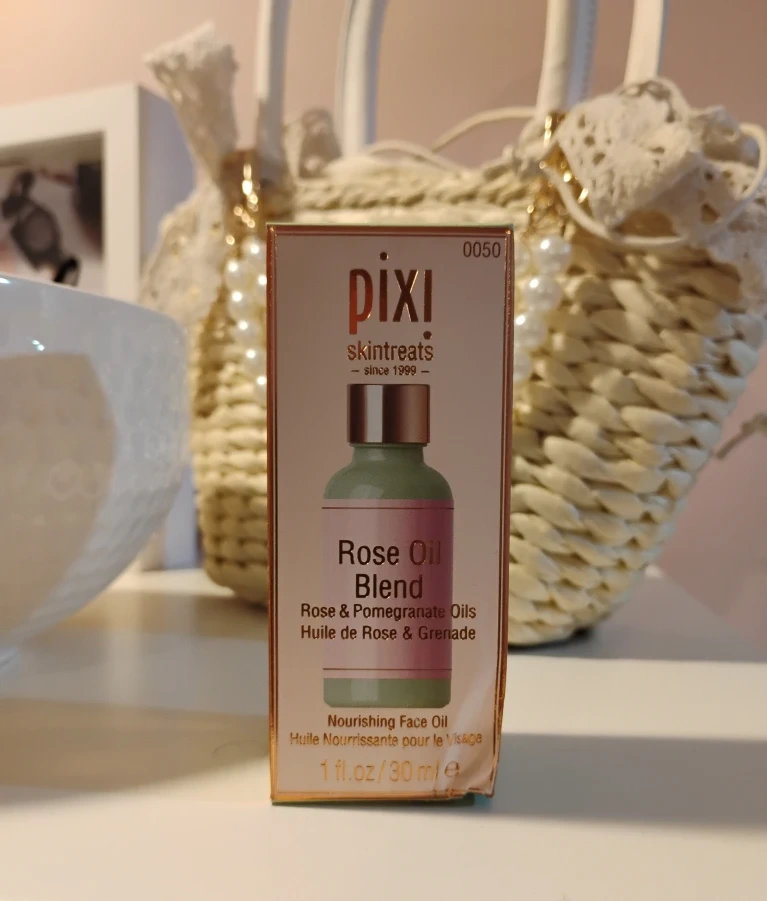 0050
pixi
skintreats
– since 1999 –
Rose Oil
Blend
Rose & Pomegranate Oils
Huile de Rose & Grenade
Nourishing Face Oil
Huile Nourrissante pour le Visage
1 fl.oz/30 ml e